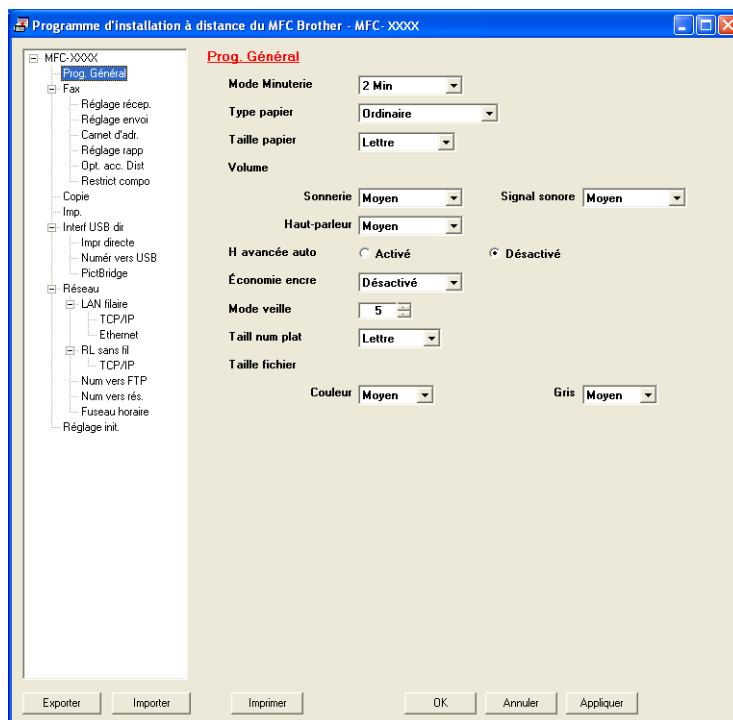 Programme d'installation à distance du MFC Brother - MFC- XXXX
MFC-XXXX
Prog. Général
Fax
Réglage récep.
Réglage envoi
Carnet d'adr.
Réglage rapp
Opt. acc. Dist
Restrict compo
Copie
Imp.
Interf USB dir
Impr directe
Numér vers USB
PictBridge
Réseau
LAN filaire
TCP/IP
Ethernet
RL sans fil
TCP/IP
Num vers FTP
Num vers rés.
Fuseau horaire
Réglage init.
Prog. Général
Mode Minuterie 2 Min
Type papier Ordinaire
Taille papier Lettre
Volume
Sonnerie Moyen Signal sonore Moyen
Haut-parleur Moyen
H avancée auto Activé Désactivé
Économie encre Désactivé
Mode veille 5
Taill num plat Lettre
Taille fichier
Couleur Moyen Gris Moyen
Exporter Importer Imprimer OK Annuler Appliquer